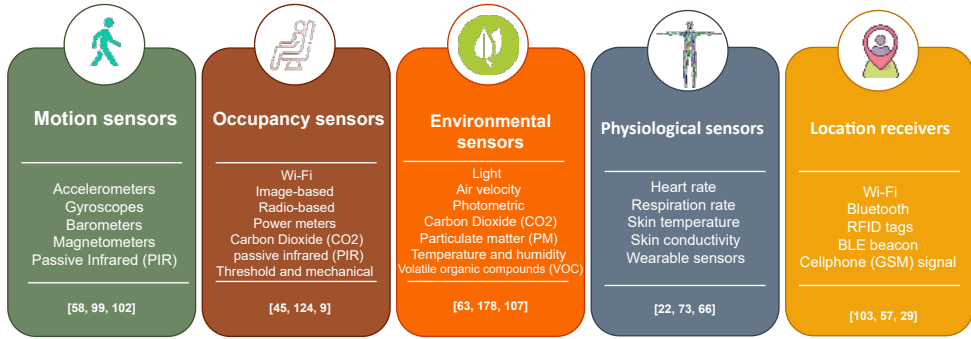 Motion sensors
Accelerometers
Gyroscopes
Barometers
Magnetometers
Passive Infrared (PIR)
[58, 99, 102]
Occupancy sensors
Wi-Fi
Image-based
Radio-based
Power meters
Carbon Dioxide (CO2)
passive infrared (PIR)
Threshold and mechanical
[45, 124, 9]
Environmental
sensors
Light
Air velocity
Photometric
Carbon Dioxide (CO2)
Particulate matter (PM)
Temperature and humidity
Volatile organic compounds (VOC)
[63, 178, 107]
Physiological sensors
Heart rate
Respiration rate
Skin temperature
Skin conductivity
Wearable sensors
[22, 73, 66]
Location receivers
Wi-Fi
Bluetooth
RFID tags
BLE beacon
Cellphone (GSM) signal
[103, 57, 29]